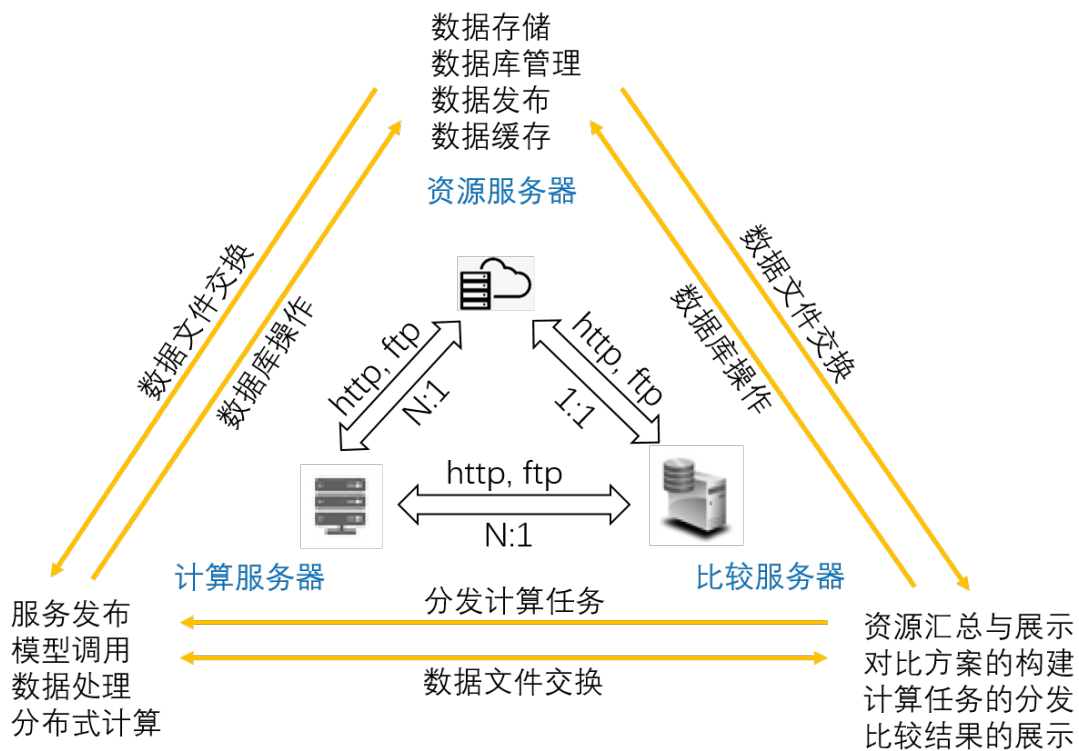 数据存储
数据库管理
数据发布
数据缓存
资源服务器
数据文件交换
数据库操作
数据库操作
数据文件交换
http, ftp
N:1
http, ftp
1:1
http, ftp
N:1
计算服务器
比较服务器
服务发布
模型调用
数据处理
分布式计算
分发计算任务
数据文件交换
资源汇总与展示
对比方案的构建
计算任务的分发
比较结果的展示